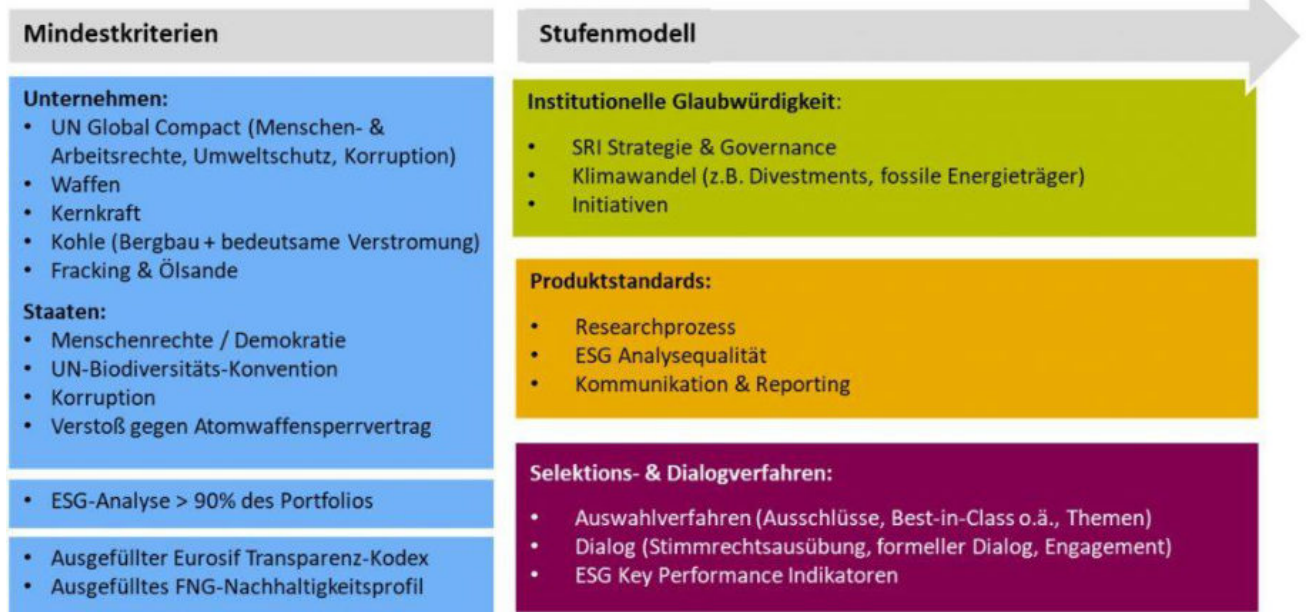 Mindestkriterien
Unternehmen:
• UN Global Compact (Menschen- &
Arbeitsrechte, Umweltschutz, Korruption)
• Waffen
• Kernkraft
• Kohle (Bergbau + bedeutsame Verstromung)
• Fracking & Ölsande
Staaten:
• Menschenrechte / Demokratie
• UN-Biodiversitäts-Konvention
• Korruption
• Verstoß gegen Atomwaffensperrvertrag
• ESG-Analyse > 90% des Portfolios
• Ausgefüllter Eurosif Transparenz-Kodex
• Ausgefülltes FNG-Nachhaltigkeitsprofil
Stufenmodell
Institutionelle Glaubwürdigkeit:
• SRI Strategie & Governance
• Klimawandel (z.B. Divestments, fossile Energieträger)
• Initiativen
Produktstandards:
• Researchprozess
• ESG Analysequalität
• Kommunikation & Reporting
Selektions- & Dialogverfahren:
• Auswahlverfahren (Ausschlüsse, Best-in-Class o.ä., Themen)
• Dialog (Stimmrechtsausübung, formeller Dialog, Engagement)
• ESG Key Performance Indikatoren